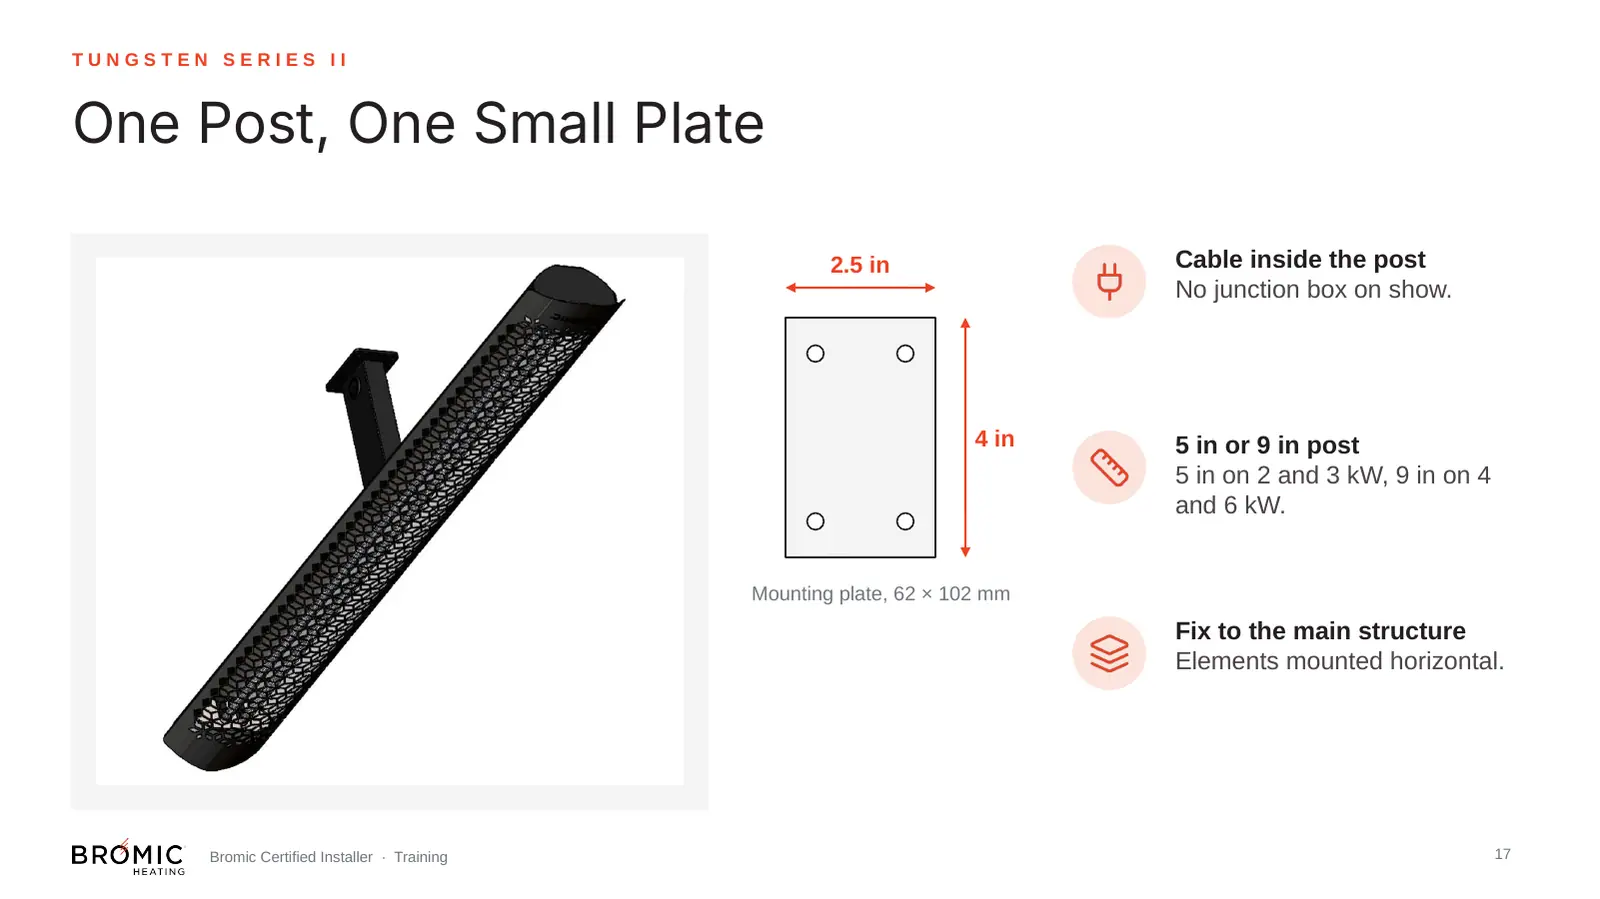 TUNGSTEN SERIES II
One Post, One Small Plate
2.5 in
4 in
Mounting plate, 62 × 102 mm
Cable inside the post
No junction box on show.
5 in or 9 in post
5 in on 2 and 3 kW, 9 in on 4
and 6 kW.
Fix to the main structure
Elements mounted horizontal.
BROMIC
HEATING
Bromic Certified Installer · Training
17